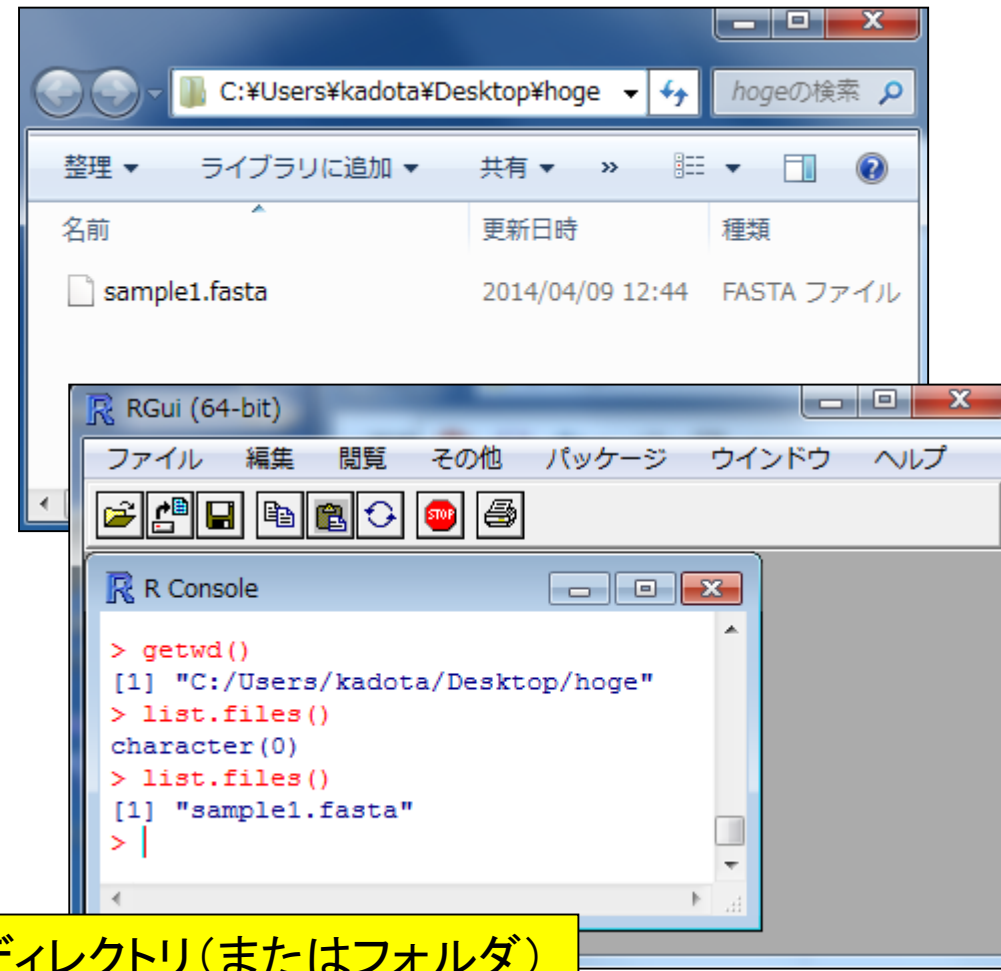 C:¥Users¥kadota¥Desktop¥hoge
hogeの検索
整理 ▼ ライブラリに追加 ▼ 共有 ▼ »
名前 更新日時 種類
sample1.fasta 2014/04/09 12:44 FASTA ファイル
RGui (64-bit)
ファイル 編集 閲覧 その他 パッケージ ウインドウ ヘルプ
STOP
R Console
> getwd()
[1] "C:/Users/kadota/Desktop/hoge"
> list.files()
character(0)
> list.files()
[1] "sample1.fasta"
>
ディレクトリ(またはフォルダ)